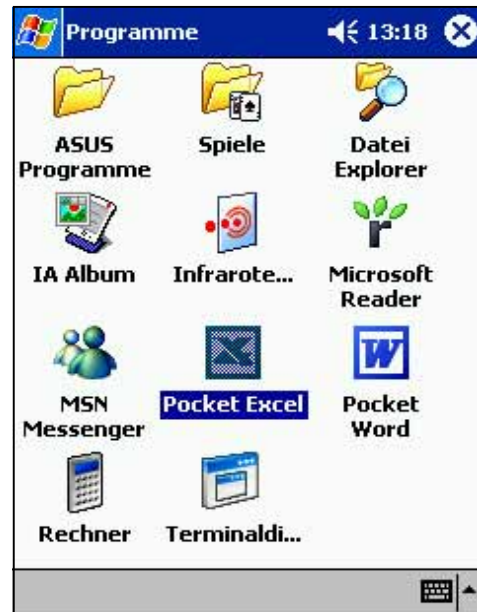 Programme 13:18
ASUS Spiele Datei
Programme Explorer
IA Album Infrarote... Microsoft
Reader
MSN Pocket Excel Pocket
Messenger Word
Rechner Terminaldi...